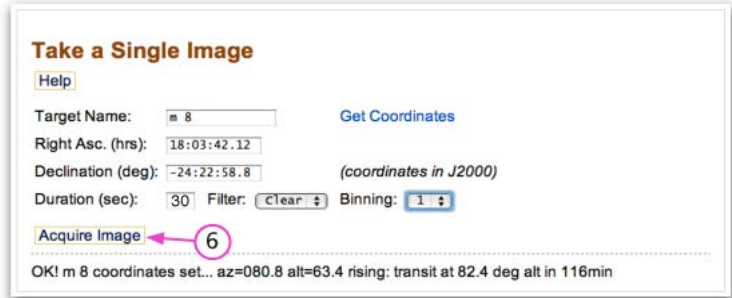 Take a Single Image
Help
Target Name: m 8 Get Coordinates
Right Asc. (hrs): 18:03:42.12
Declination (deg): -24:22:58.8 (coordinates in J2000)
Duration (sec): 30 Filter: Clear Binning: 1
Acquire Image 6
OK! m 8 coordinates set... az=080.8 alt=63.4 rising: transit at 82.4 deg alt in 116min